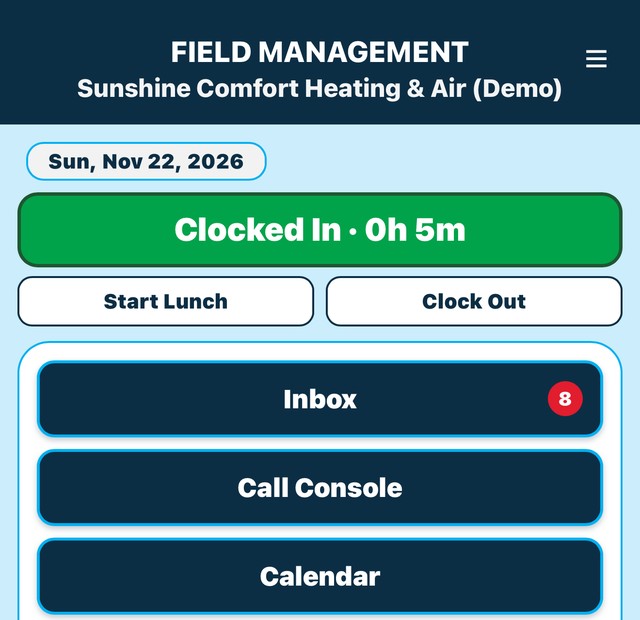 FIELD MANAGEMENT
Sunshine Comfort Heating & Air (Demo)
Sun, Nov 22, 2026
Clocked In · 0h 5m
Start Lunch
Clock Out
Inbox
8
Call Console
Calendar